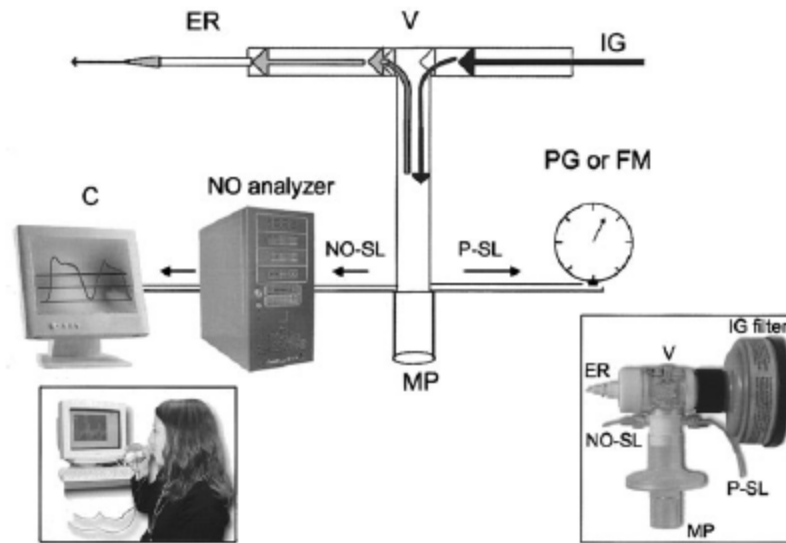 ER
V
IG
PG or FM
C
NO analyzer
NO-SL
P-SL
MP
IG filter
V
ER
NO-SL
P-SL
MP